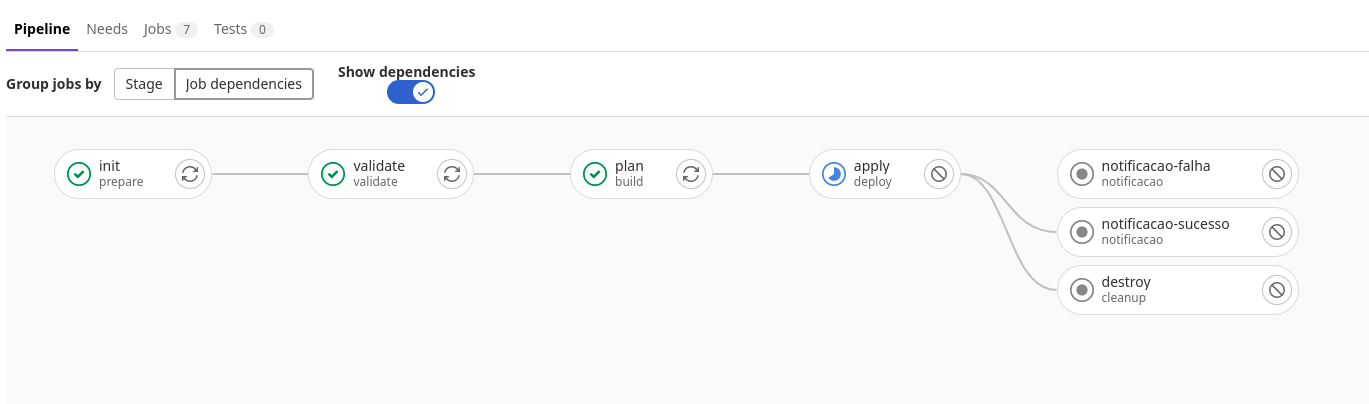 Pipeline Needs Jobs 7 Tests 0
Group jobs by Stage Job dependencies Show dependencies
init
prepare
validate
validate
plan
build
apply
deploy
notificacao-falha
notificacao
notificacao-sucesso
notificacao
destroy
cleanup